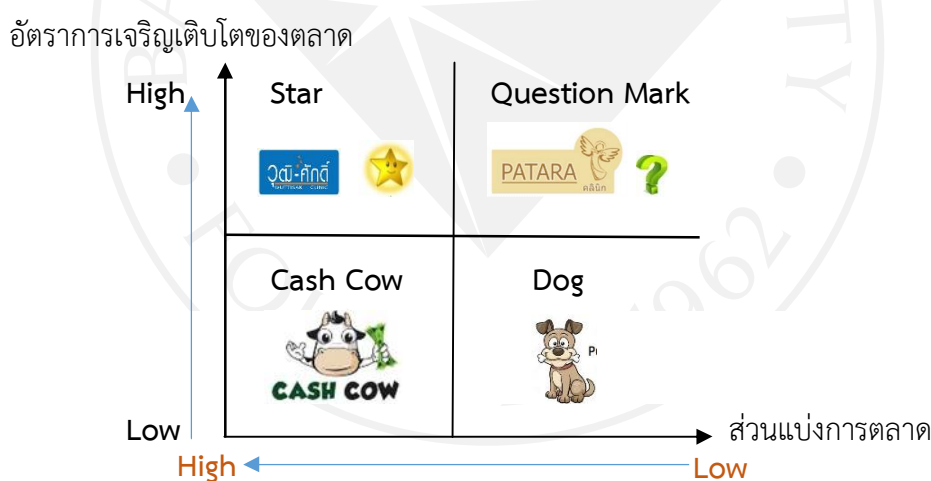 อัตราการเจริญเติบโตของตลาด
High
Star
Question Mark
วุฒิ-ศักดิ์
WUTTISAK CLINIC
PATARA
คลินิก
Cash Cow
Dog
CASH COW
Low
ส่วนแบ่งการตลาด
High
Low